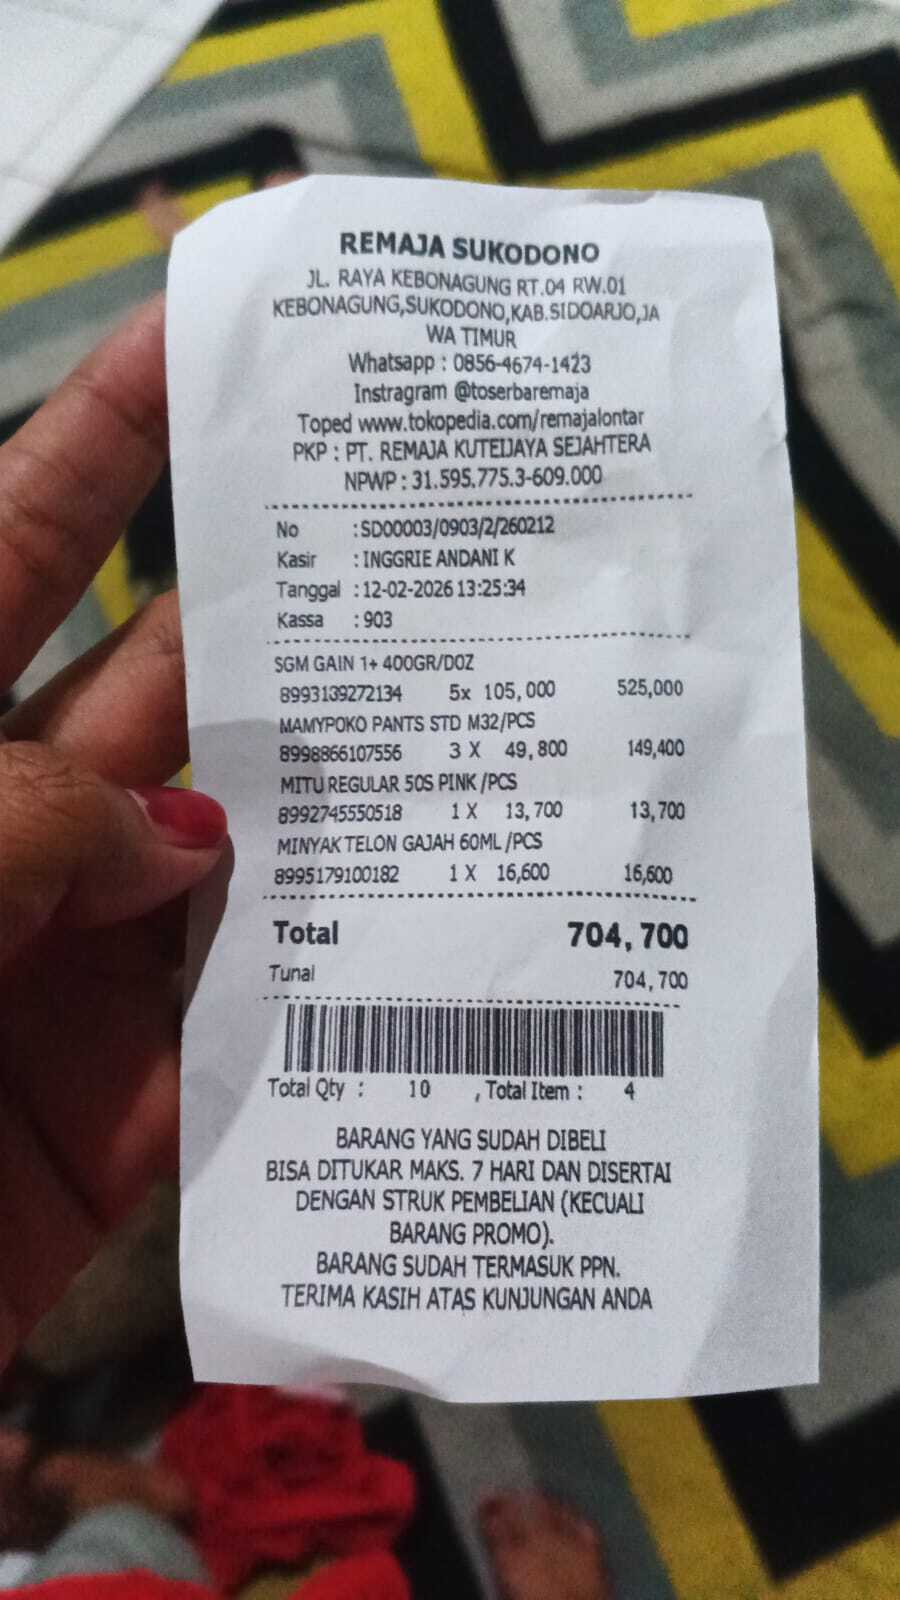 REMAJA SUKODONO
JL. RAYA KEBONAGUNG RT.04 RW.01
KEBONAGUNG,SUKODONO,KAB.SIDOARJO,JA
WA TIMUR
Whatsapp : 0856-4674-1423
Instragram @toserbaremaja
Toped www.tokopedia.com/remajalontar
PKP : PT. REMAJA KUTEIJAYA SEJAHTERA
NPWP : 31.595.775.3-609.000
No : SD00003/0903/2/260212
Kasir : INGGRIE ANDANI K
Tanggal : 12-02-2026 13:25:34
Kassa : 903
SGM GAIN 1+ 400GR/DOZ
8993139272134 5x 105,000 525,000
MAMYPOKO PANTS STD M32/PCS
8998866107556 3 X 49,800 149,400
MITU REGULAR 50S PINK /PCS
8992745550518 1 X 13,700 13,700
MINYAK TELON GAJAH 60ML /PCS
8995179100182 1 X 16,600 16,600
Total 704,700
Tunai 704,700
Total Qty : 10 , Total Item : 4
BARANG YANG SUDAH DIBELI
BISA DITUKAR MAKS. 7 HARI DAN DISERTAI
DENGAN STRUK PEMBELIAN (KECUALI
BARANG PROMO).
BARANG SUDAH TERMASUK PPN.
TERIMA KASIH ATAS KUNJUNGAN ANDA